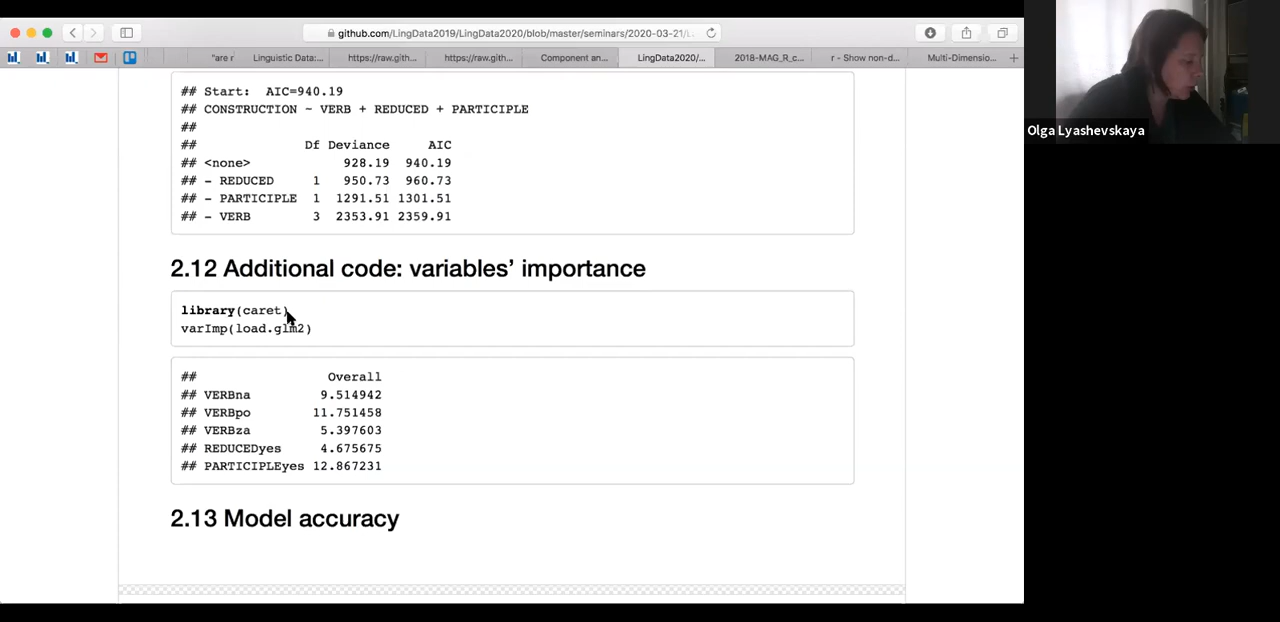 github.com/LingData2019/LingData2020/blob/master/seminars/2020-03-21/
"are r
Linguistic Data:...
https://raw.gith...
https://raw.gith...
Component an...
LingData2020/...
2018-MAG_R_c...
r - Show non-d...
Multi-Dimensio...
Olga Lyashevskaya
## Start:  AIC=940.19
## CONSTRUCTION ~ VERB + REDUCED + PARTICIPLE
##
##              Df Deviance     AIC
## <none>            928.19  940.19
## - REDUCED     1   950.73  960.73
## - PARTICIPLE  1  1291.51 1301.51
## - VERB        3  2353.91 2359.91
2.12 Additional code: variables' importance
library(caret)
varImp(load.glm2)
##                 Overall
## VERBna         9.514942
## VERBpo        11.751458
## VERBza         5.397603
## REDUCEDyes     4.675675
## PARTICIPLEyes 12.867231
2.13 Model accuracy